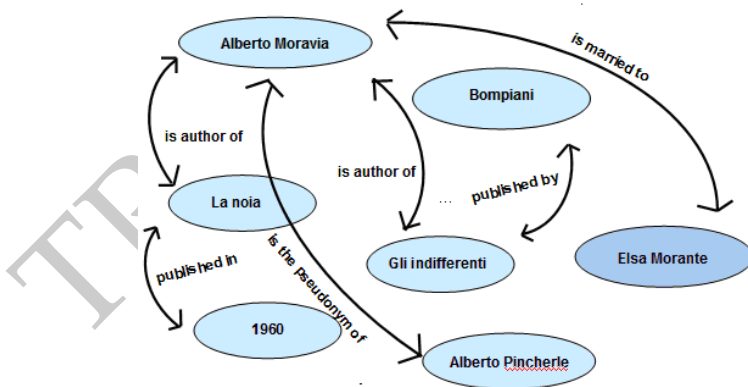 Alberto Moravia
is married to
Bompiani
is author of
is author of
... published by
La noia
published in
is the pseudonym of
Gli indifferenti
Elsa Morante
1960
Alberto Pincherle